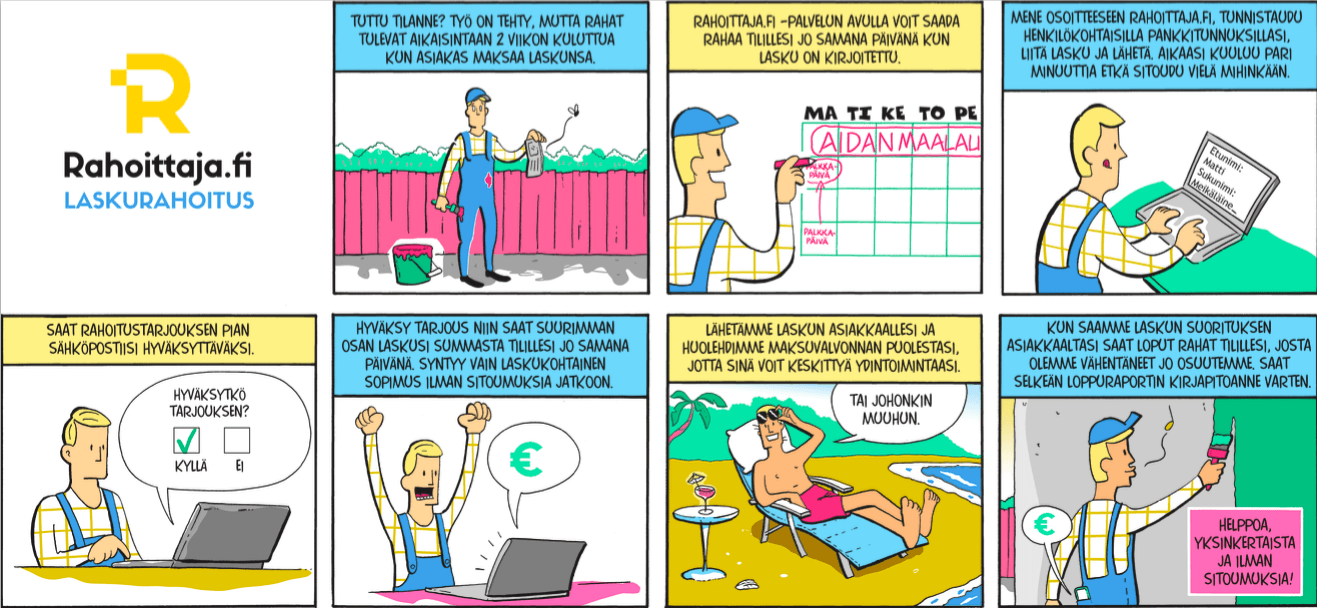 Rahoittaja.fi
LASKURAHOITUS
TUTTU TILANNE? TYÖ ON TEHTY, MUTTA RAHAT
TULEVAT AIKAISINTAAN 2 VIIKON KULUTTUA
KUN ASIAKAS MAKSAA LASKUNSA.
RAHOITTAJA.FI -PALVELUN AVULLA VOIT SAADA
RAHAA TILILLESI JO SAMANA PÄIVÄNÄ KUN
LASKU ON KIRJOITETTU.
MA TI KE TO PE
AIDANMAALAU
PALKKA-
PÄIVÄ
PALKKA-
PÄIVÄ
MENE OSOITTEESEEN RAHOITTAJA.FI, TUNNISTAUDU
HENKILÖKOHTAISILLA PANKKITUNNUKSILLASI,
LIITÄ LASKU JA LÄHETÄ. AIKAASI KULUU PARI
MINUUTTIA ETKÄ SITOUDU VIELÄ MIHINKÄÄN.
Etunimi:
Matti
Sukunimi:
Meikäläine_
SAAT RAHOITUSTARJOUKSEN PIAN
SÄHKÖPOSTIISI HYVÄKSYTTÄVÄKSI.
HYVÄKSYTKÖ
TARJOUKSEN?
KYLLÄ EI
HYVÄKSY TARJOUS NIIN SAAT SUURIMMAN
OSAN LASKUSI SUMMASTA TILILLESI JO SAMANA
PÄIVÄNÄ. SYNTYY VAIN LASKUKOHTAINEN
SOPIMUS ILMAN SITOUMUKSIA JATKOON.
€
LÄHETÄMME LASKUN ASIAKKAALLESI JA
HUOLEHDIMME MAKSUVALVONNAN PUOLESTASI,
JOTTA SINÄ VOIT KESKITTYÄ YDINTOIMINTAASI.
TAI JOHONKIN
MUUHUN.
KUN SAAMME LASKUN SUORITUKSEN
ASIAKKAALTASI SAAT LOPUT RAHAT TILILLESI, JOSTA
OLEMME VÄHENTÄNEET JO OSUUTEMME. SAAT
SELKEÄN LOPPURAPORTIN KIRJAPITOANNE VARTEN.
€
HELPPOA,
YKSINKERTAISTA
JA ILMAN
SITOUMUKSIA!